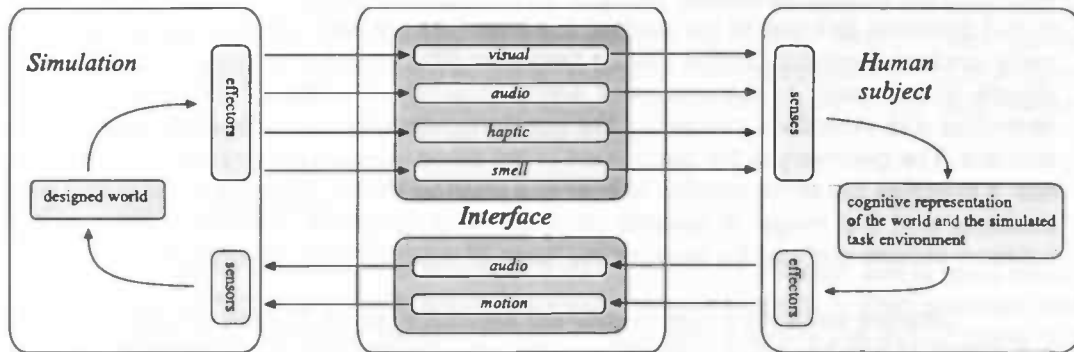 Simulation
effectors
designed world
sensors
visual
audio
haptic
smell
Interface
audio
motion
Human
subject
senses
cognitive representation
of the world and the simulated
task environment
effectors